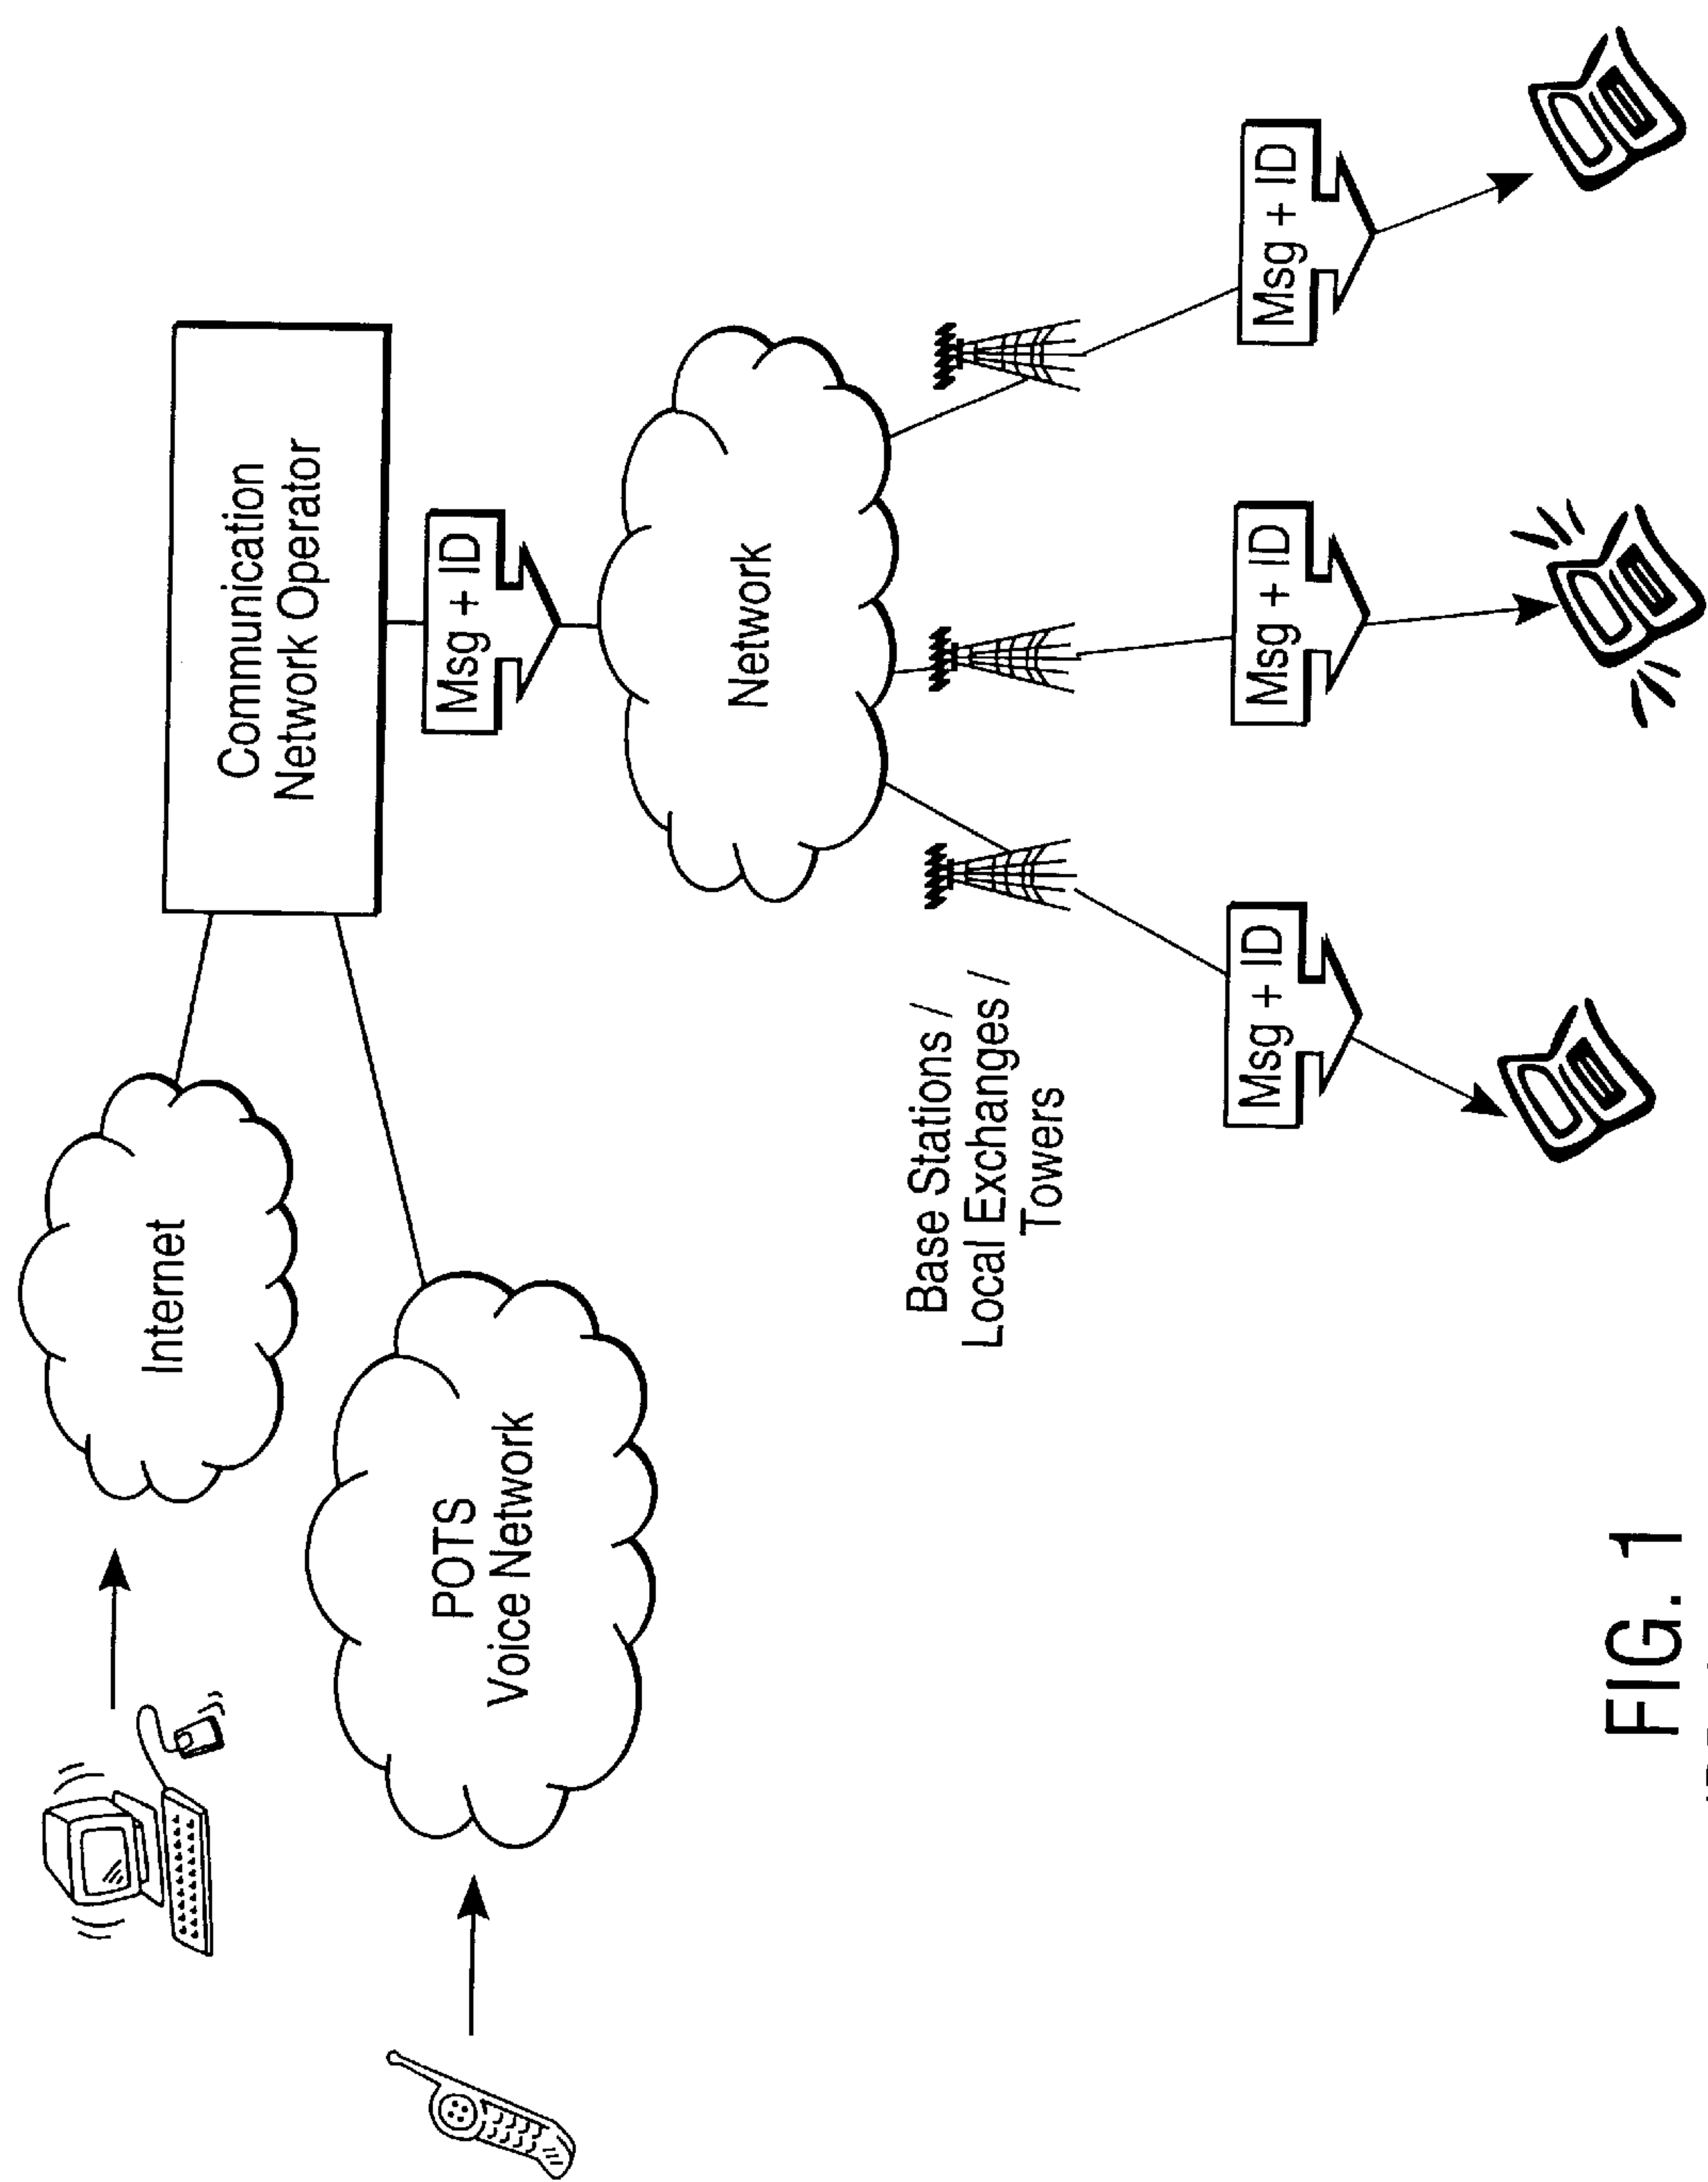 Internet
POTS
Voice Network
Communication
Network Operator
Msg + ID
Network
Base Stations /
Local Exchanges /
Towers
Msg + ID
Msg + ID
Msg + ID
FIG. 1